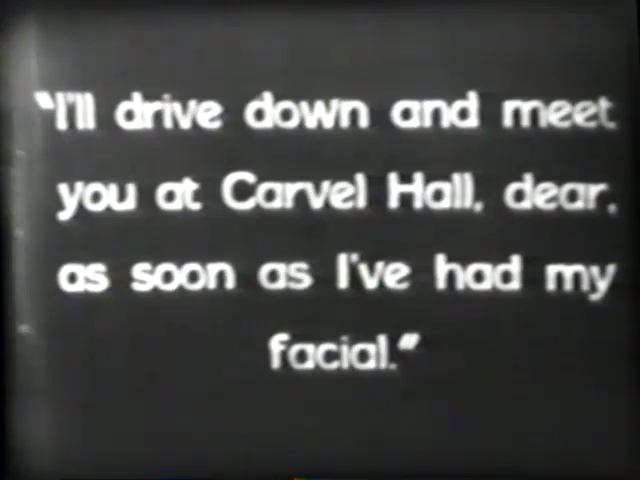 "I'll drive down and meet
you at Carvel Hall, dear,
as soon as I've had my
facial."